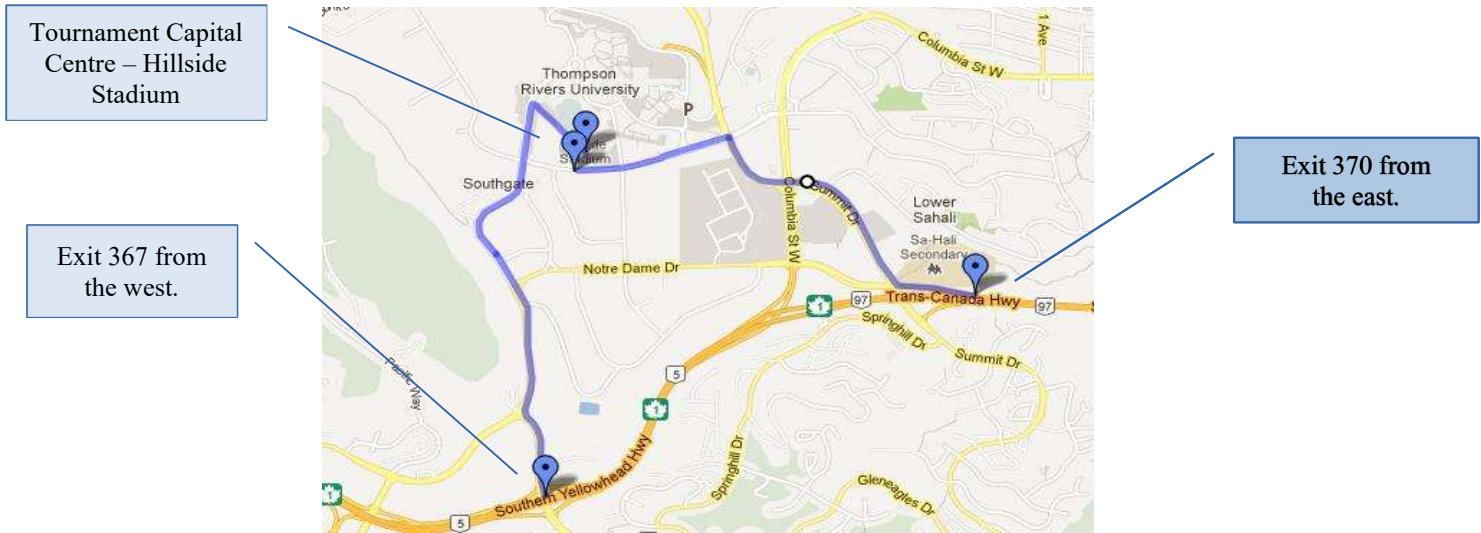 Tournament Capital
Centre – Hillside
Stadium
Exit 367 from
the west.
Exit 370 from
the east.
1 Ave
Columbia St W
Columbia St W
Thompson
Rivers University
P
Stadium
Southgate
Columbia St W
Summit Dr
Lower
Sahali
Sa-Hali
Secondary
Notre Dame Dr
1
97
Trans-Canada Hwy
97
Springhill Dr
Summit Dr
5
1
Pacific Way
Springhill Dr
Gleneagles Dr
Southern Yellowhead Hwy
1
5